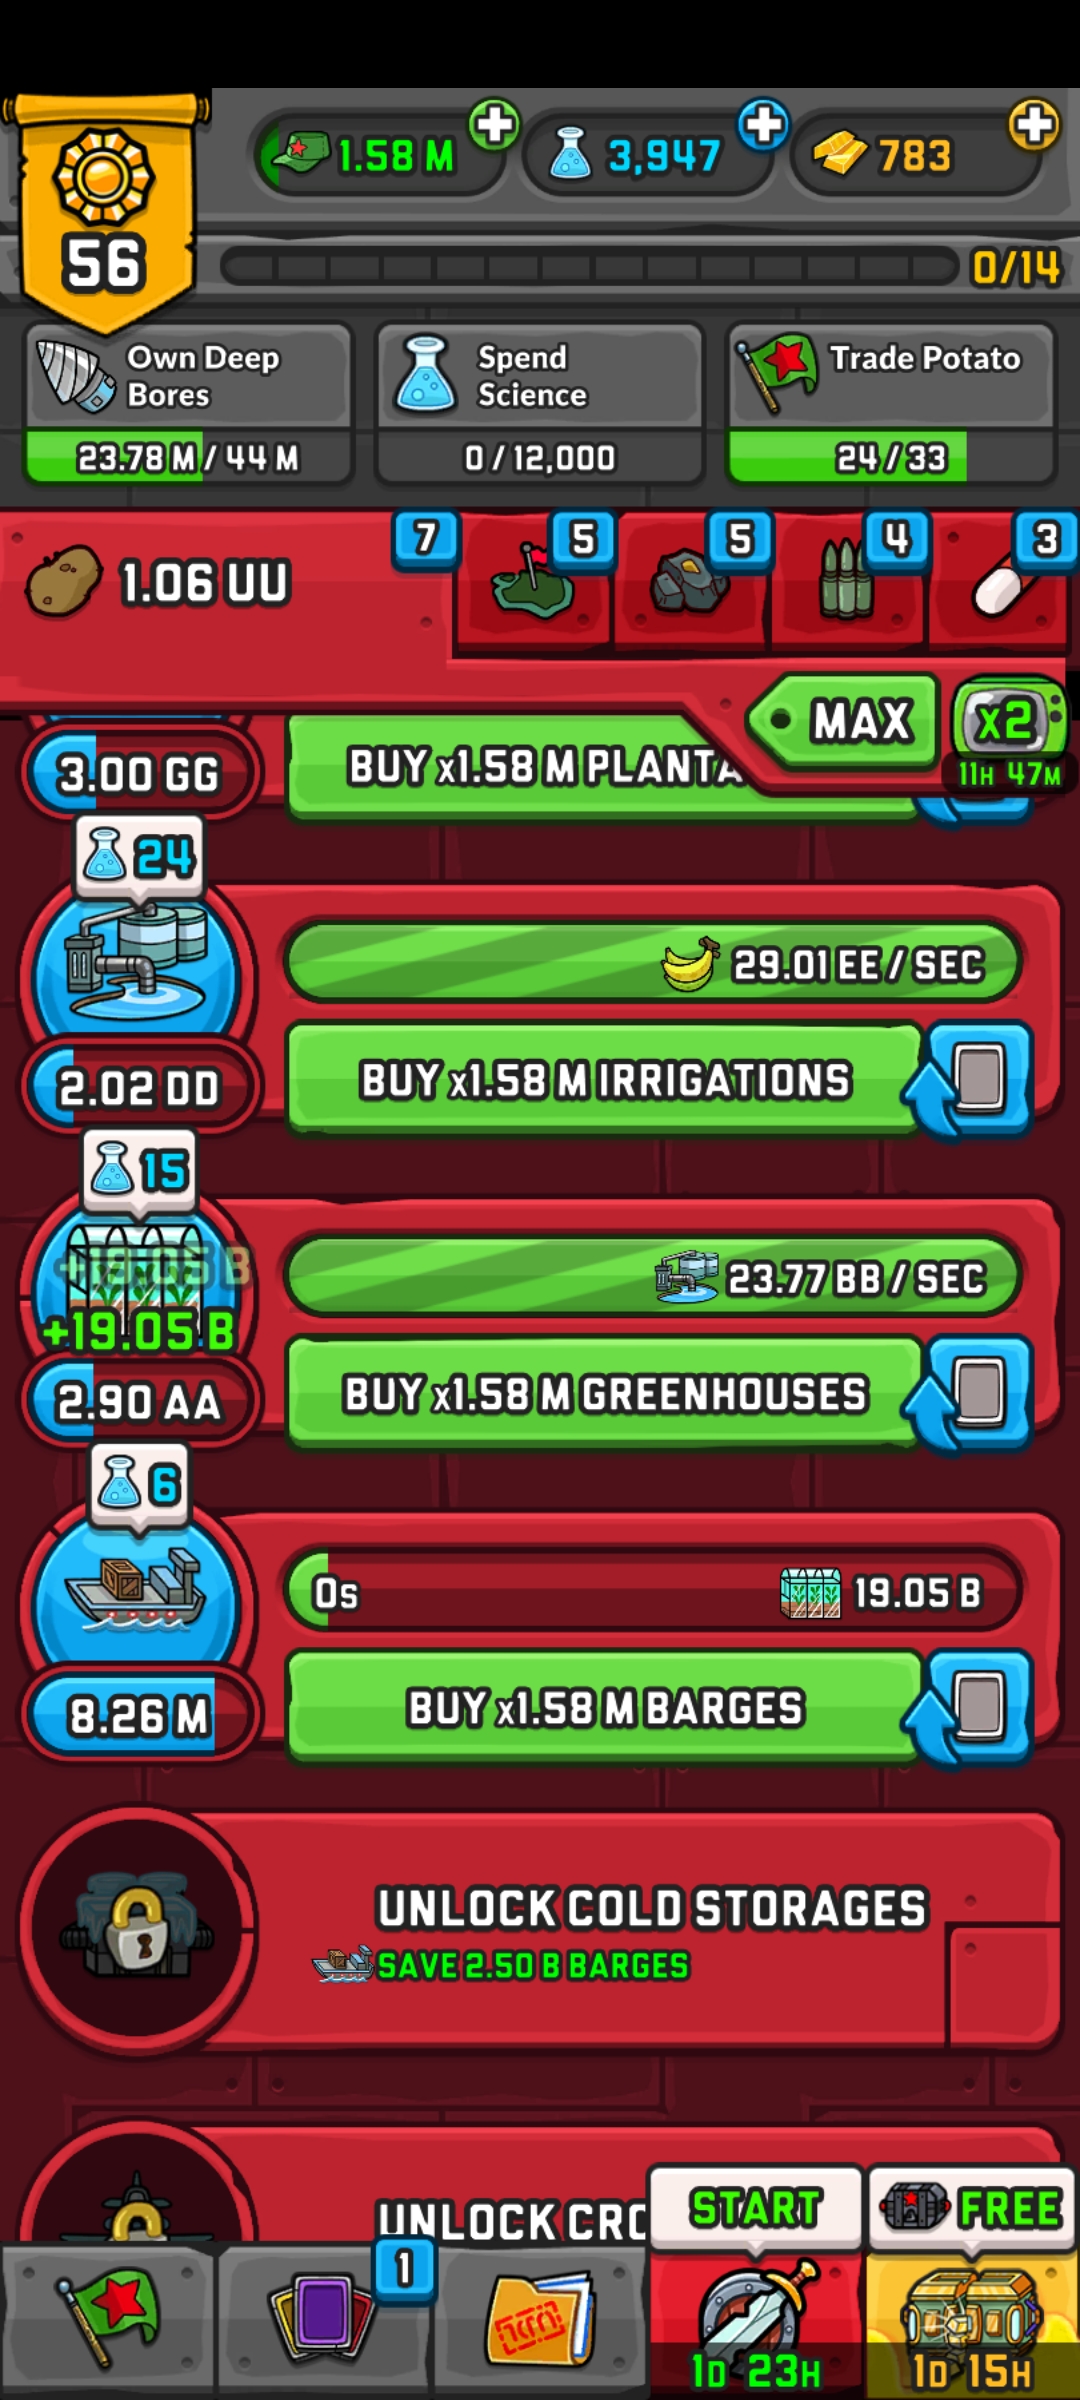 1.58 M
3,947
783
56
0/14
Own Deep
Bores
23.78 M / 44 M
Spend
Science
0 / 12,000
Trade Potato
24 / 33
1.06 UU
7
5
5
4
3
MAX
x2
11H 47M
3.00 GG
BUY x1.58 M PLANTA
24
29.01 EE / SEC
2.02 DD
BUY x1.58 M IRRIGATIONS
15
+19.05 B
+19.05 B
23.77 BB / SEC
2.90 AA
BUY x1.58 M GREENHOUSES
6
0s
19.05 B
8.26 M
BUY x1.58 M BARGES
UNLOCK COLD STORAGES
SAVE 2.50 B BARGES
UNLOCK CRO
START
FREE
1
1D 23H
1D 15H